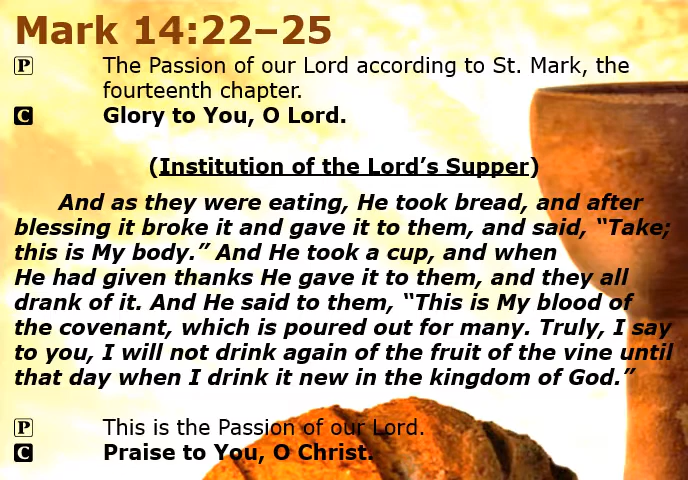 Mark 14:22–25
P The Passion of our Lord according to St. Mark, the
fourteenth chapter.
C Glory to You, O Lord.
(Institution of the Lord’s Supper)
And as they were eating, He took bread, and after
blessing it broke it and gave it to them, and said, “Take;
this is My body.” And He took a cup, and when
He had given thanks He gave it to them, and they all
drank of it. And He said to them, “This is My blood of
the covenant, which is poured out for many. Truly, I say
to you, I will not drink again of the fruit of the vine until
that day when I drink it new in the kingdom of God.”
P This is the Passion of our Lord.
C Praise to You, O Christ.